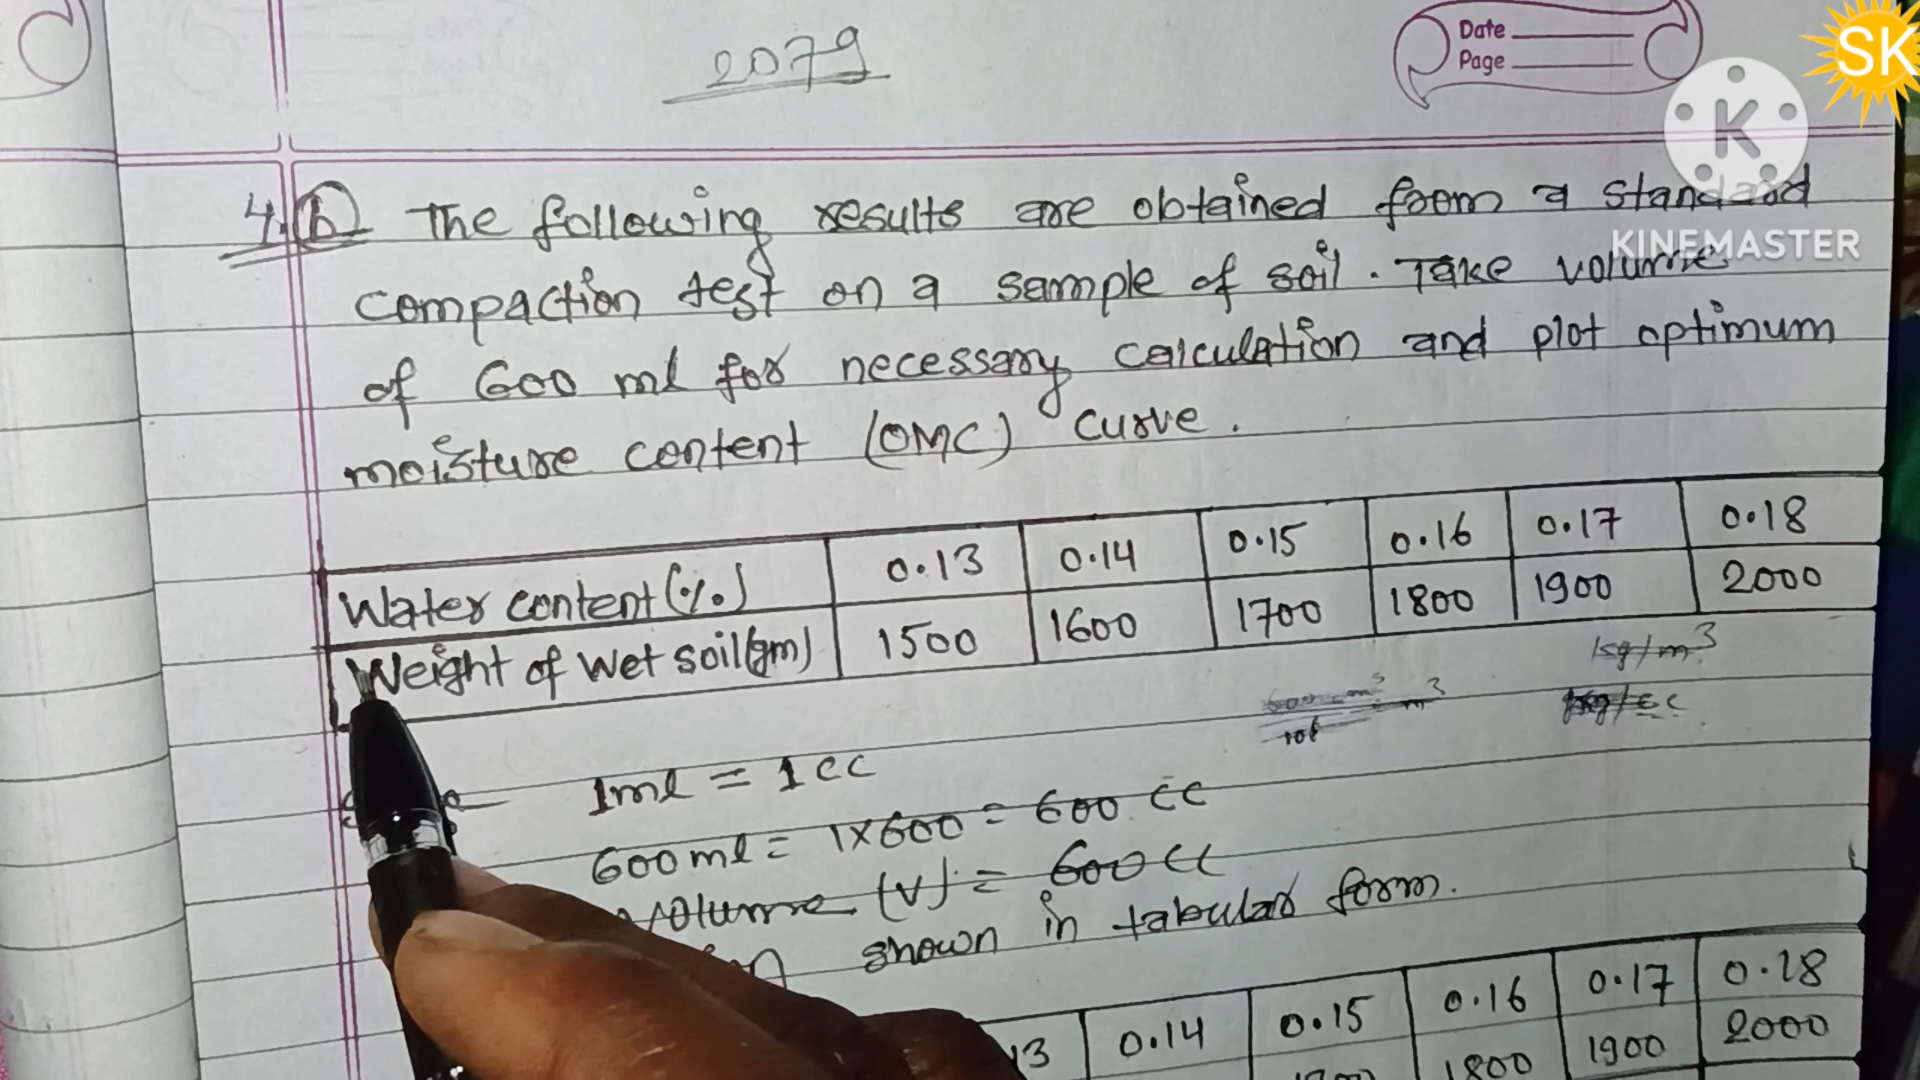 2079
Date
Page
SK
K
KINEMASTER
4.(b) The following results are obtained from a standard
compaction test on a sample of soil. Take volume
of 600 ml for necessary calculation and plot optimum
moisture content (OMC) curve.
Water content (%) 0.13 0.14 0.15 0.16 0.17 0.18
Weight of wet soil(gm) 1500 1600 1700 1800 1900 2000
kg/m³
1ml = 1cc
600ml = 1×600 = 600 cc
volume (v) = 600cc
shown in tabular form.
13 0.14 0.15 0.16 0.17 0.18
1800 1900 2000